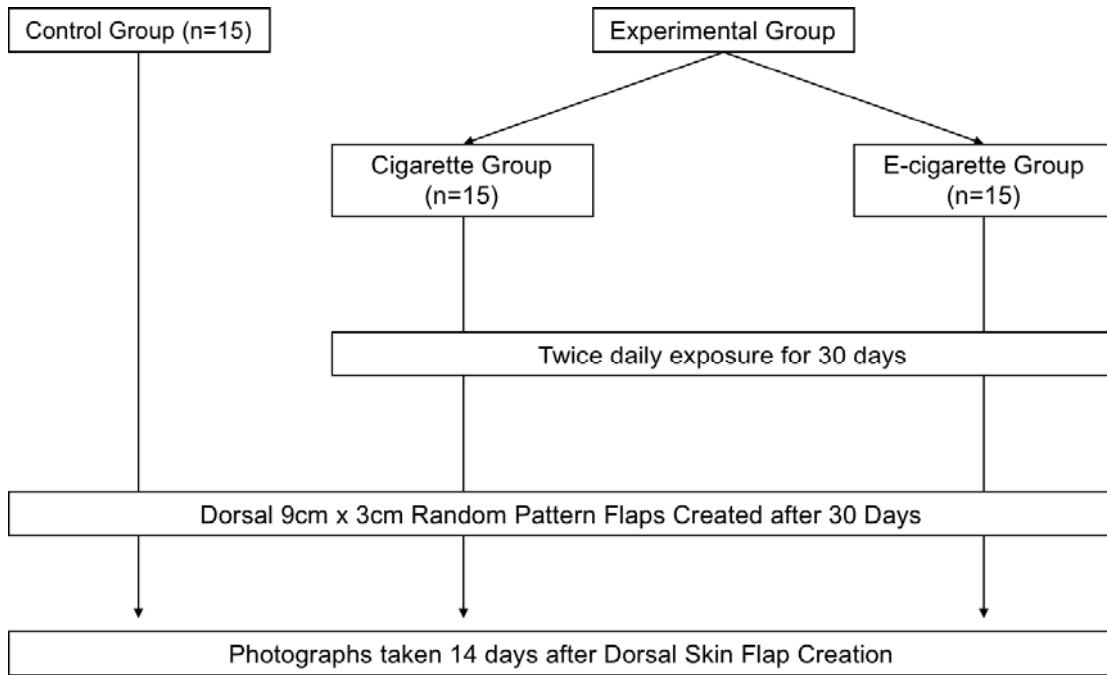 Control Group (n=15)
Experimental Group
Cigarette Group
(n=15)
E-cigarette Group
(n=15)
Twice daily exposure for 30 days
Dorsal 9cm x 3cm Random Pattern Flaps Created after 30 Days
Photographs taken 14 days after Dorsal Skin Flap Creation